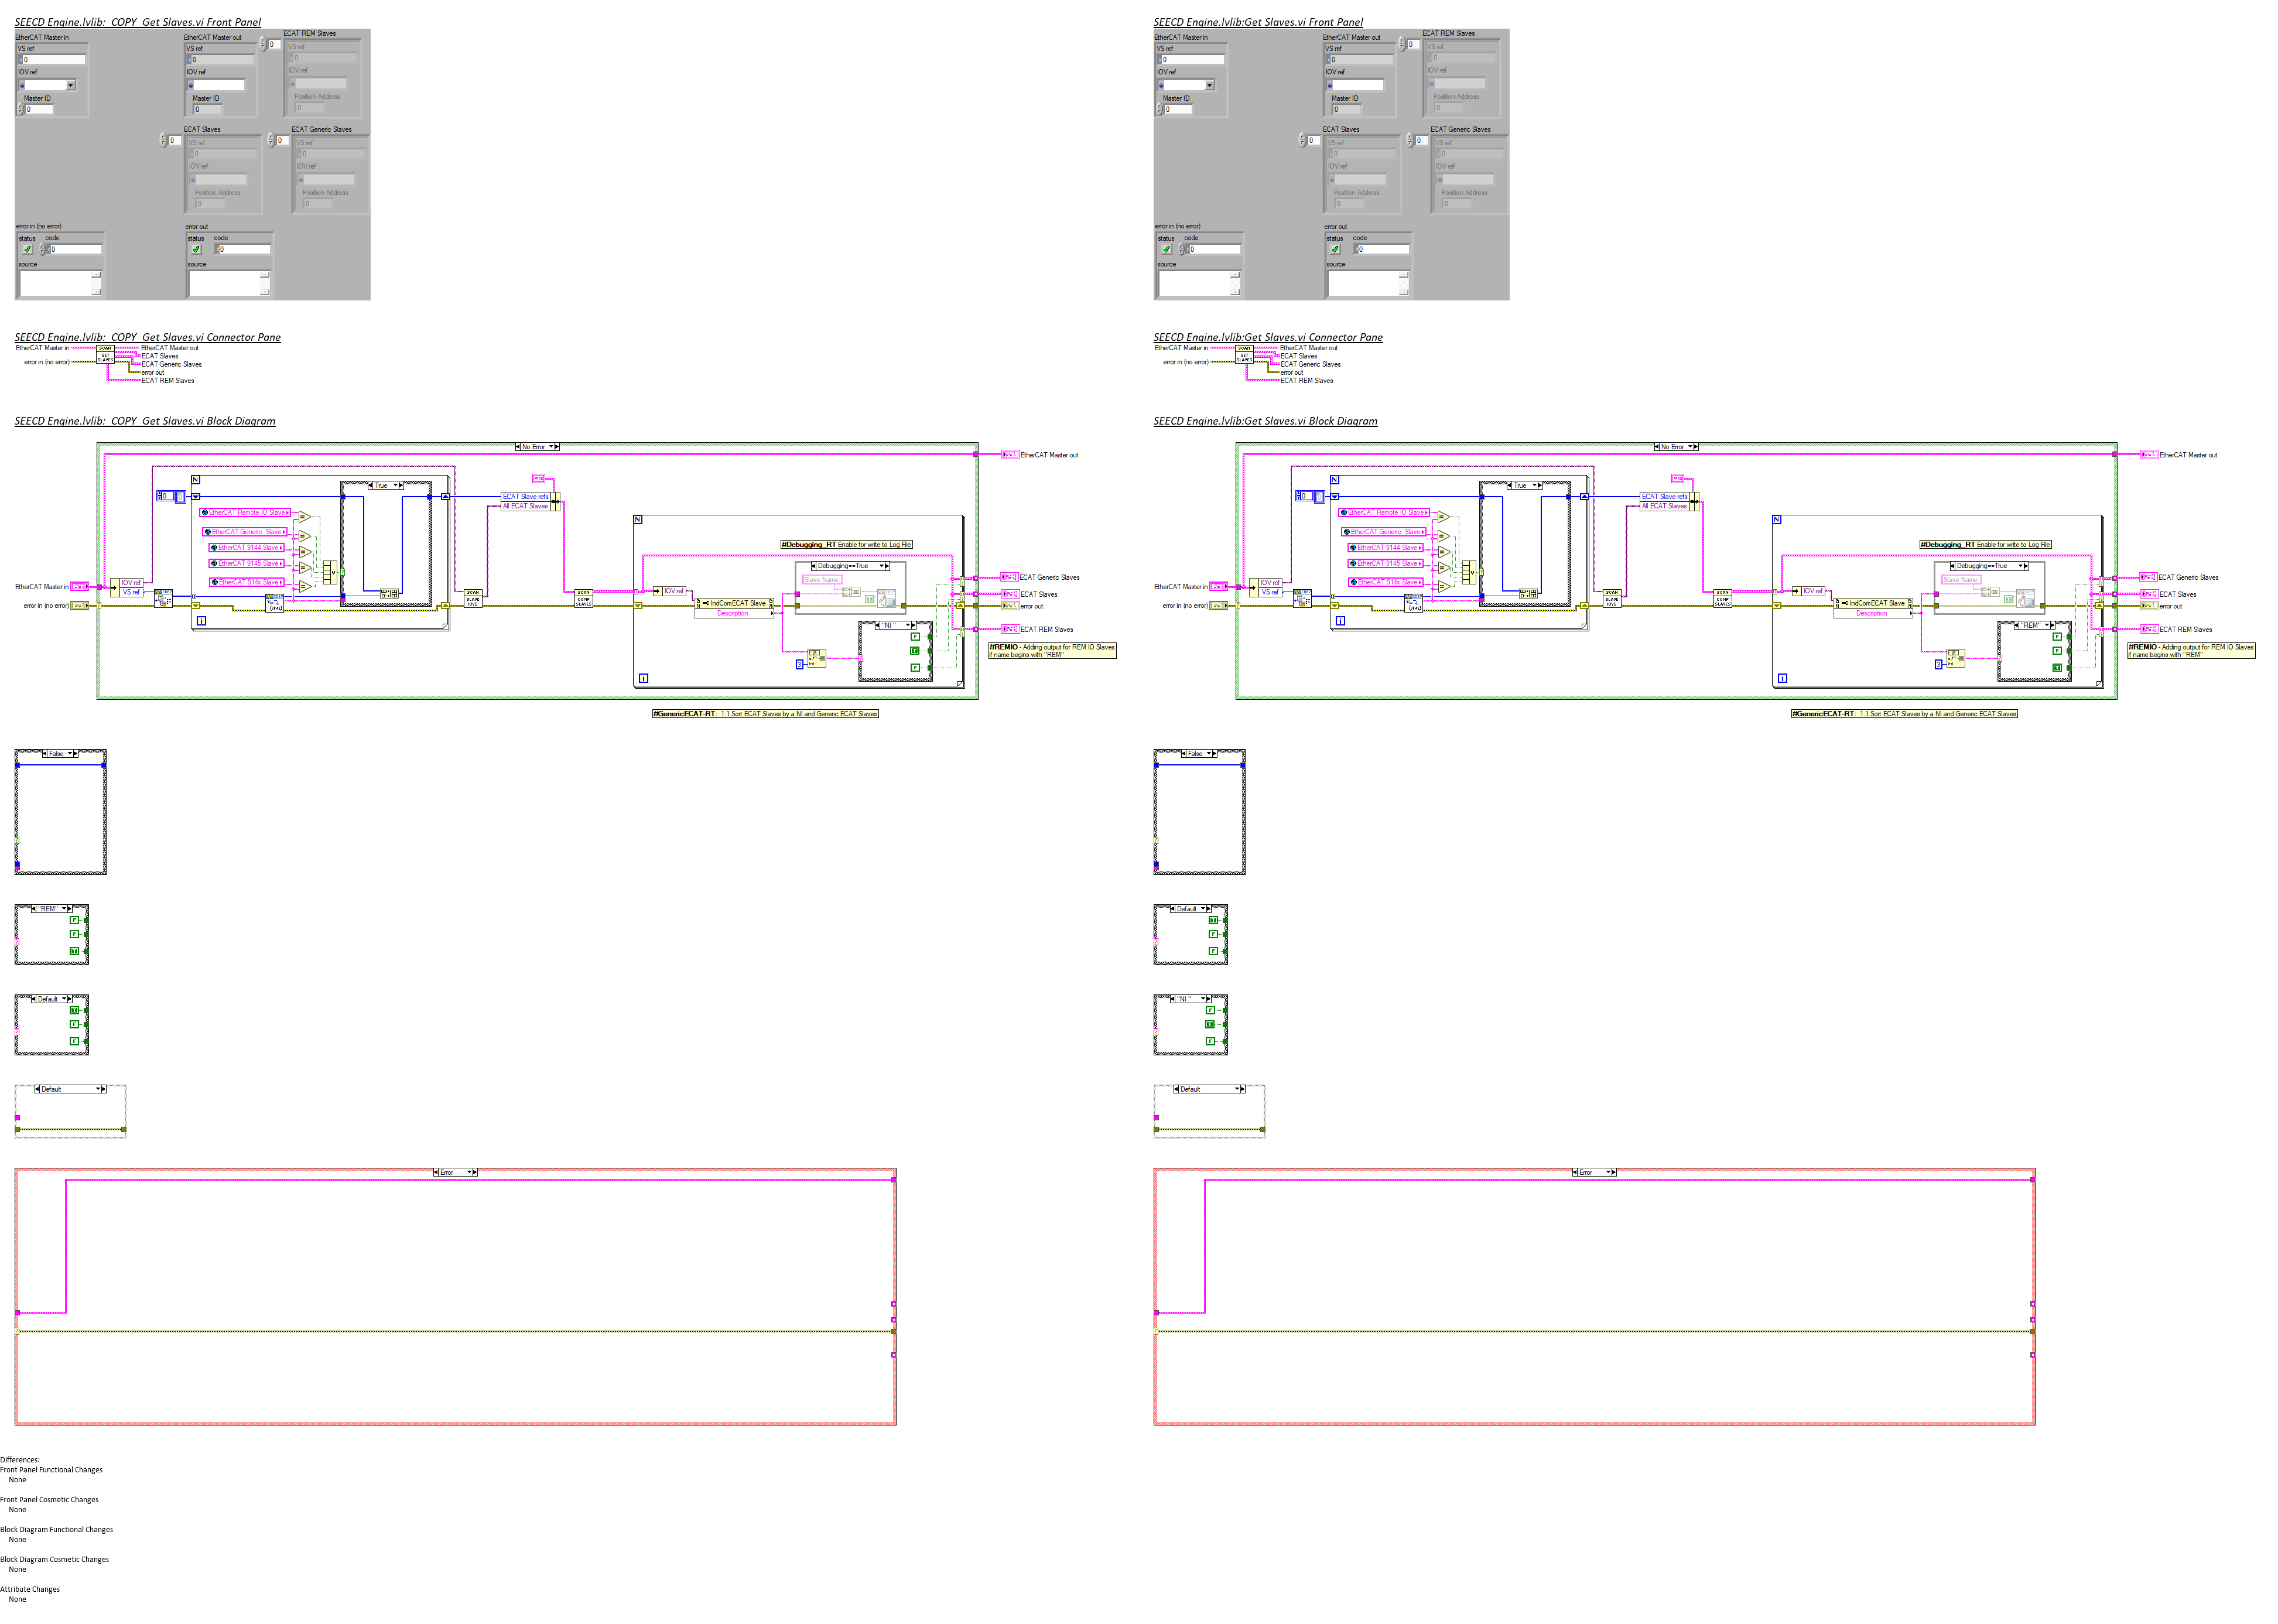 SEECD Engine.lvlib:_COPY_Get Slaves.vi Front Panel
EtherCAT Master in
VS ref
0
IOV ref
Master ID
0
EtherCAT Master out
VS ref
0
IOV ref
Master ID
0
0
ECAT REM Slaves
VS ref
0
IOV ref
Position Address
0
0
ECAT Slaves
VS ref
0
IOV ref
Position Address
0
0
ECAT Generic Slaves
VS ref
0
IOV ref
Position Address
0
error in (no error)
status code
0
source
error out
status code
0
source
SEECD Engine.lvlib:_COPY_Get Slaves.vi Connector Pane
EtherCAT Master in
error in (no error)
SCAN
GET
SLAVES
EtherCAT Master out
ECAT Slaves
ECAT Generic Slaves
error out
ECAT REM Slaves
SEECD Engine.lvlib:_COPY_Get Slaves.vi Block Diagram
No Error
EtherCAT Master out
N
True
0
ECAT Slave refs
All ECAT Slaves
EtherCAT Remote IO Slave
EtherCAT Generic Slave
EtherCAT 9144 Slave
EtherCAT 9145 Slave
EtherCAT 914x Slave
N
#Debugging_RT Enable for write to Log File
Debugging==True
Slave Name:
EtherCAT Master in
IOV ref
VS ref
error in (no error)
SCAN
SLAVE
IOVS
SCAN
COMP
SLAVES
IOV ref
IndComECAT Slave
Description
ECAT Generic Slaves
ECAT Slaves
error out
ECAT REM Slaves
i
"NI "
F
F
3
i
#REMIO - Adding output for REM IO Slaves
if name begins with "REM"
#GenericECAT-RT: 1.1 Sort ECAT Slaves by a NI and Generic ECAT Slaves
False
"REM"
F
F
Default
F
F
Default
Error
SEECD Engine.lvlib:Get Slaves.vi Front Panel
EtherCAT Master in
VS ref
0
IOV ref
Master ID
0
EtherCAT Master out
VS ref
0
IOV ref
Master ID
0
0
ECAT REM Slaves
VS ref
0
IOV ref
Position Address
0
0
ECAT Slaves
VS ref
0
IOV ref
Position Address
0
0
ECAT Generic Slaves
VS ref
0
IOV ref
Position Address
0
error in (no error)
status code
0
source
error out
status code
0
source
SEECD Engine.lvlib:Get Slaves.vi Connector Pane
EtherCAT Master in
error in (no error)
SCAN
GET
SLAVES
EtherCAT Master out
ECAT Slaves
ECAT Generic Slaves
error out
ECAT REM Slaves
SEECD Engine.lvlib:Get Slaves.vi Block Diagram
No Error
EtherCAT Master out
N
True
0
ECAT Slave refs
All ECAT Slaves
EtherCAT Remote IO Slave
EtherCAT Generic Slave
EtherCAT 9144 Slave
EtherCAT 9145 Slave
EtherCAT 914x Slave
N
#Debugging_RT Enable for write to Log File
Debugging==True
Slave Name:
EtherCAT Master in
IOV ref
VS ref
error in (no error)
SCAN
SLAVE
IOVS
SCAN
COMP
SLAVES
IOV ref
IndComECAT Slave
Description
ECAT Generic Slaves
ECAT Slaves
error out
ECAT REM Slaves
i
"REM"
F
F
3
i
#REMIO - Adding output for REM IO Slaves
if name begins with "REM"
#GenericECAT-RT: 1.1 Sort ECAT Slaves by a NI and Generic ECAT Slaves
False
Default
F
F
"NI "
F
F
Default
Error
Differences:
Front Panel Functional Changes
None
Front Panel Cosmetic Changes
None
Block Diagram Functional Changes
None
Block Diagram Cosmetic Changes
None
Attribute Changes
None